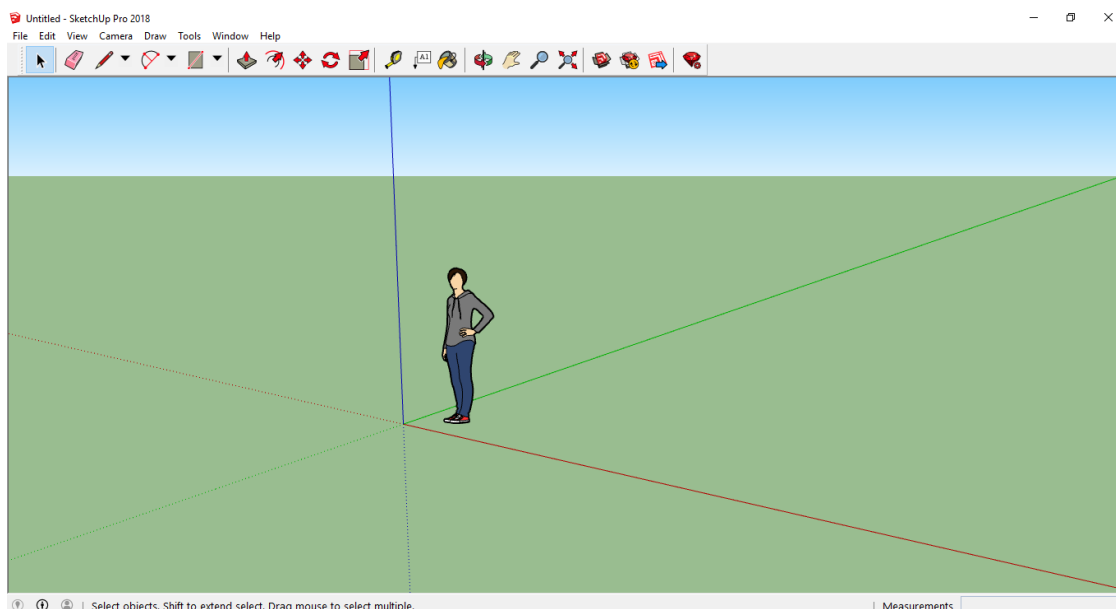 Untitled - SketchUp Pro 2018
File Edit View Camera Draw Tools Window Help
A1
Select objects. Shift to extend select. Drag mouse to select multiple.
Measurements